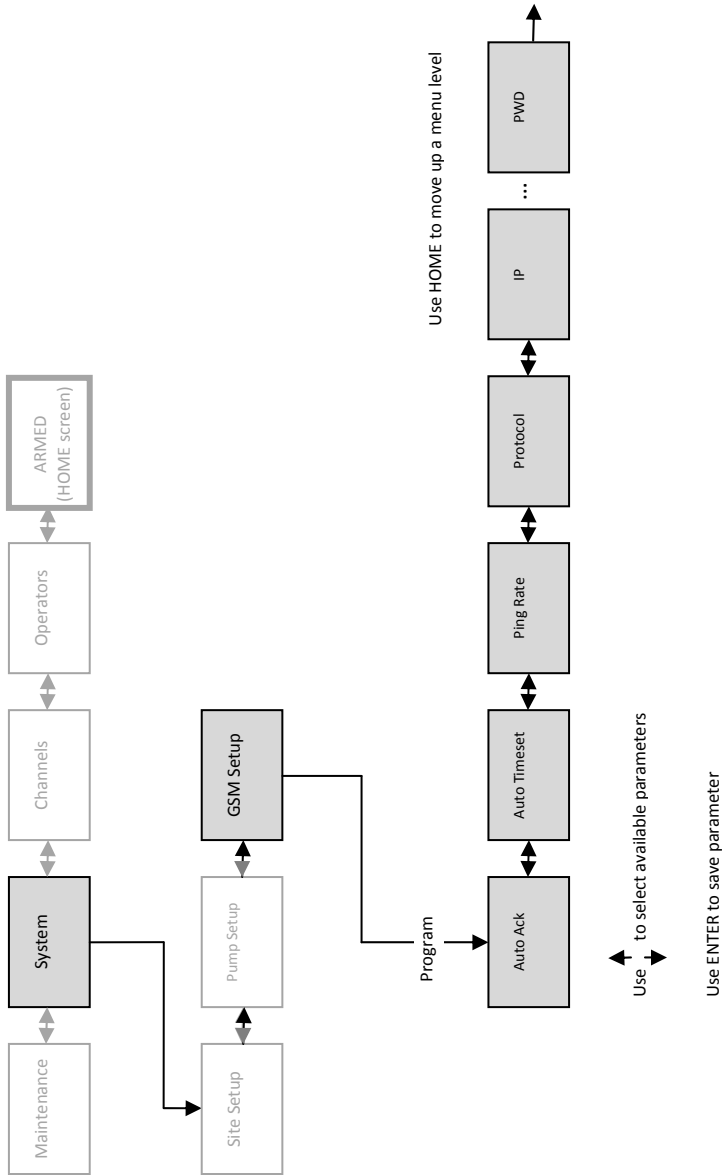 Maintenance
System
Channels
Operators
ARMED
(HOME screen)
Site Setup
Pump Setup
GSM Setup
Program
Use HOME to move up a menu level
Auto Ack
Auto Timeset
Ping Rate
Protocol
IP
...
PWD
Use to select available parameters
Use ENTER to save parameter